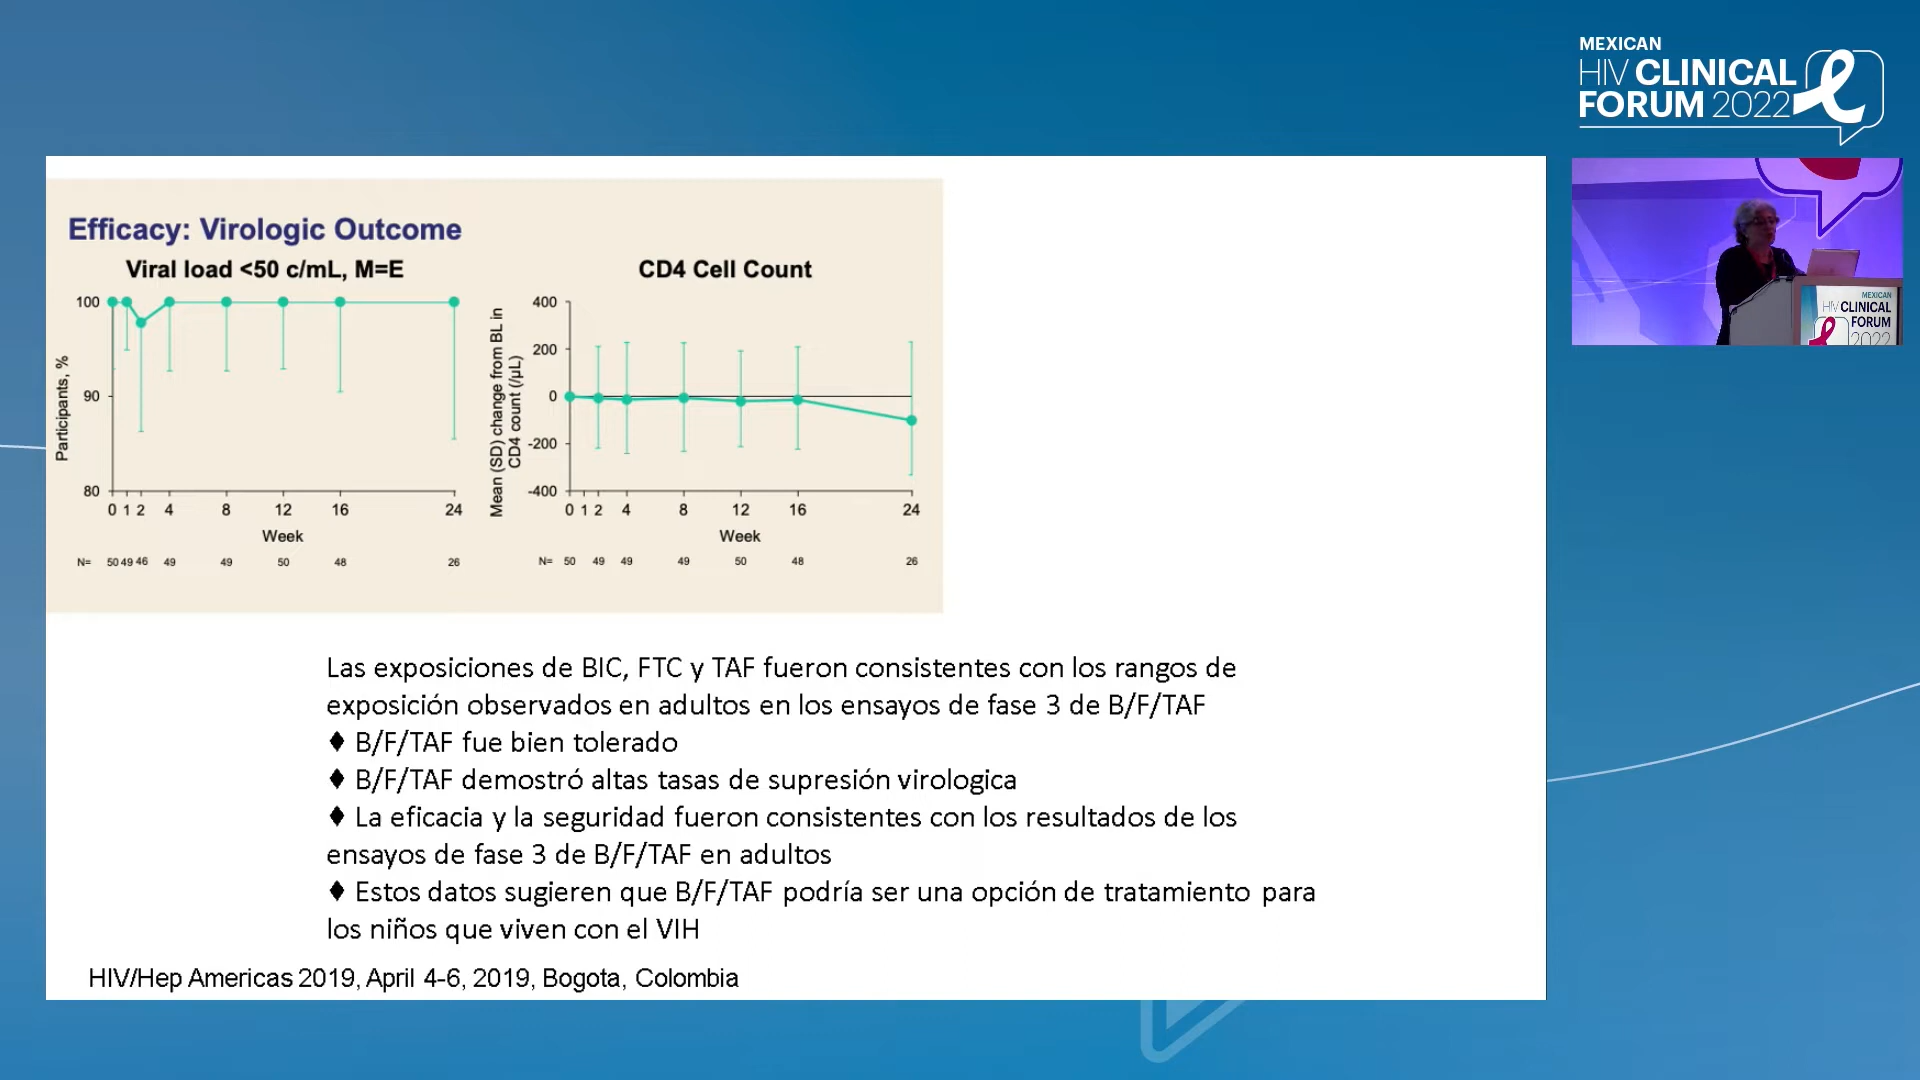 MEXICAN
HIV CLINICAL
FORUM 2022
Efficacy: Virologic Outcome
Viral load <50 c/mL, M=E
100
90
80
Participants, %
0 1 2 4 8 12 16 24
Week
N= 50 49 46 49 49 50 48 26
CD4 Cell Count
400
200
0
-200
-400
Mean (SD) change from BL in
CD4 count (/µL)
0 1 2 4 8 12 16 24
Week
N= 50 49 49 49 50 48 26
MEXICAN
HIV CLINICAL
FORUM
2022
Las exposiciones de BIC, FTC y TAF fueron consistentes con los rangos de
exposición observados en adultos en los ensayos de fase 3 de B/F/TAF
♦ B/F/TAF fue bien tolerado
♦ B/F/TAF demostró altas tasas de supresión virologica
♦ La eficacia y la seguridad fueron consistentes con los resultados de los
ensayos de fase 3 de B/F/TAF en adultos
♦ Estos datos sugieren que B/F/TAF podría ser una opción de tratamiento para
los niños que viven con el VIH
HIV/Hep Americas 2019, April 4-6, 2019, Bogota, Colombia